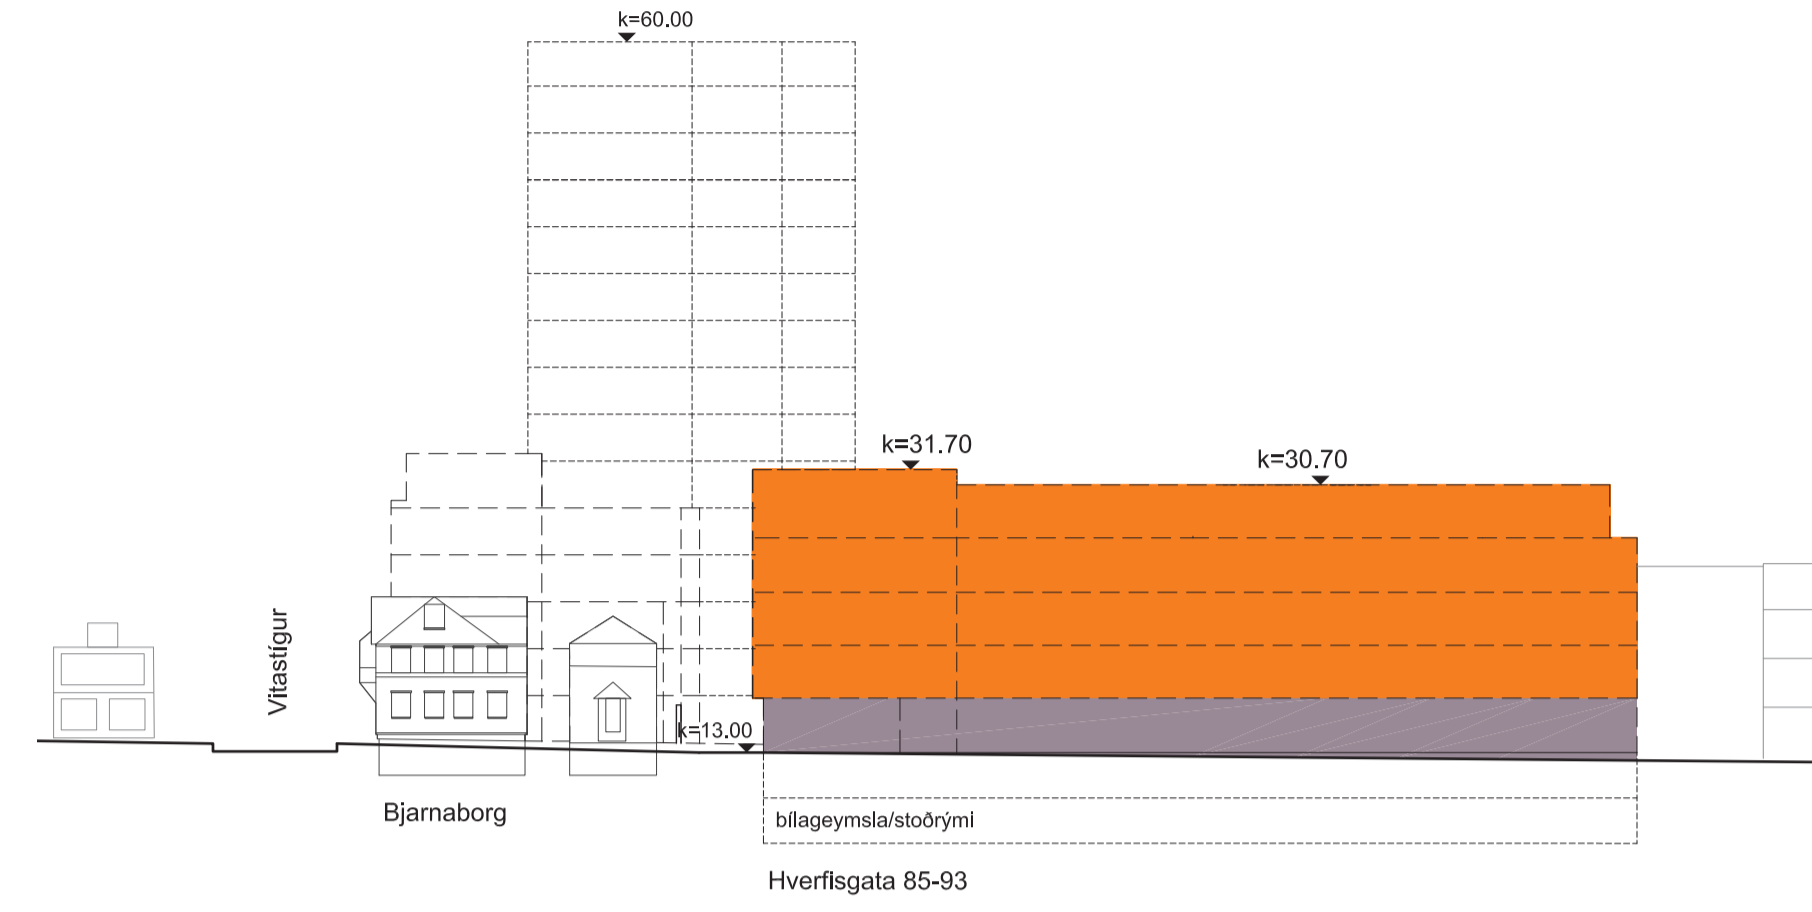 k=60.00
k=31.70
k=30.70
Vitastígur
k=13.00
Bjarnaborg
bílageymsla/stoðrými
Hverfisgata 85-93